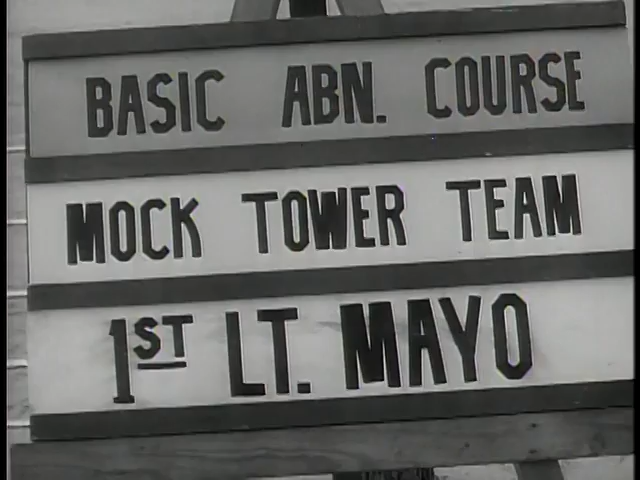 BASIC ABN. COURSE
MOCK TOWER TEAM
1ST LT. MAYO